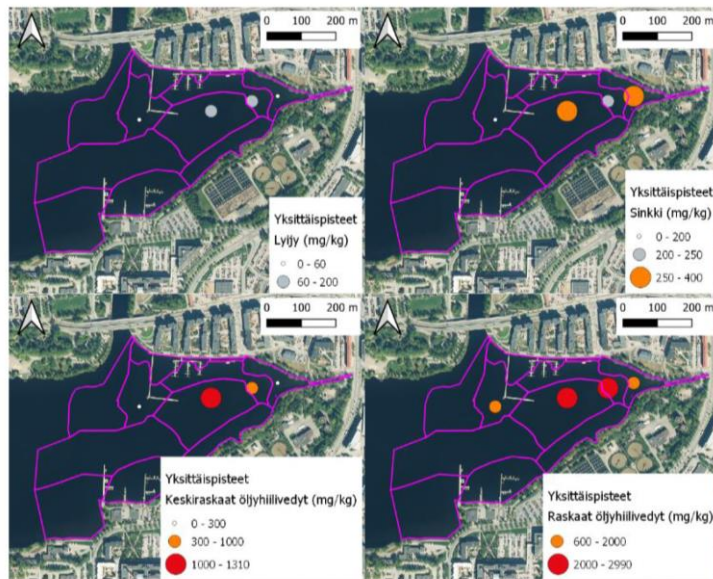 0 100 200 m
Yksittäispisteet
Lyijy (mg/kg)
0 - 60
60 - 200
0 100 200 m
Yksittäispisteet
Sinkki (mg/kg)
0 - 200
200 - 250
250 - 400
0 100 200 m
Yksittäispisteet
Keskiraskaat öljyhiilivedyt (mg/kg)
0 - 300
300 - 1000
1000 - 1310
0 100 200 m
Yksittäispisteet
Raskaat öljyhiilivedyt (mg/kg)
600 - 2000
2000 - 2990